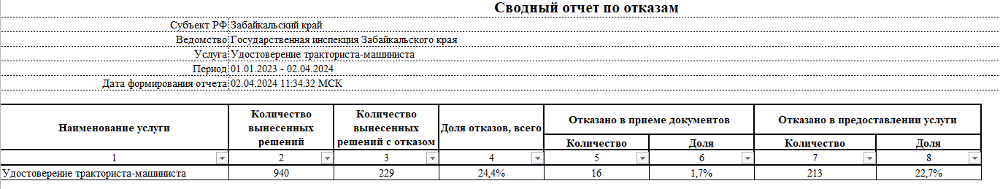 Сводный отчет по отказам
Субъект РФ Забайкальский край
Ведомство Государственная инспекция Забайкальского края
Услуга Удостоверение тракториста-машиниста
Период 01.01.2023 - 02.04.2024
Дата формирования отчета 02.04.2024 11:34:32 МСК
Наименование услуги
Количество
вынесенных
решений
Количество
вынесенных
решений с отказом
Доля отказов, всего
Отказано в приеме документов
Отказано в предоставлении услуги
Количество Доля Количество Доля
1 2 3 4 5 6 7 8
Удостоверение тракториста-машиниста 940 229 24,4% 16 1,7% 213 22,7%